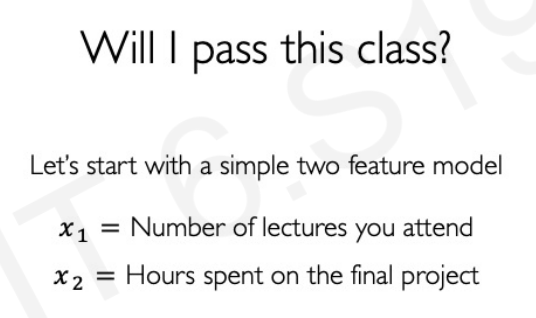 Will I pass this class?
Let's start with a simple two feature model
x₁ = Number of lectures you attend
x₂ = Hours spent on the final project